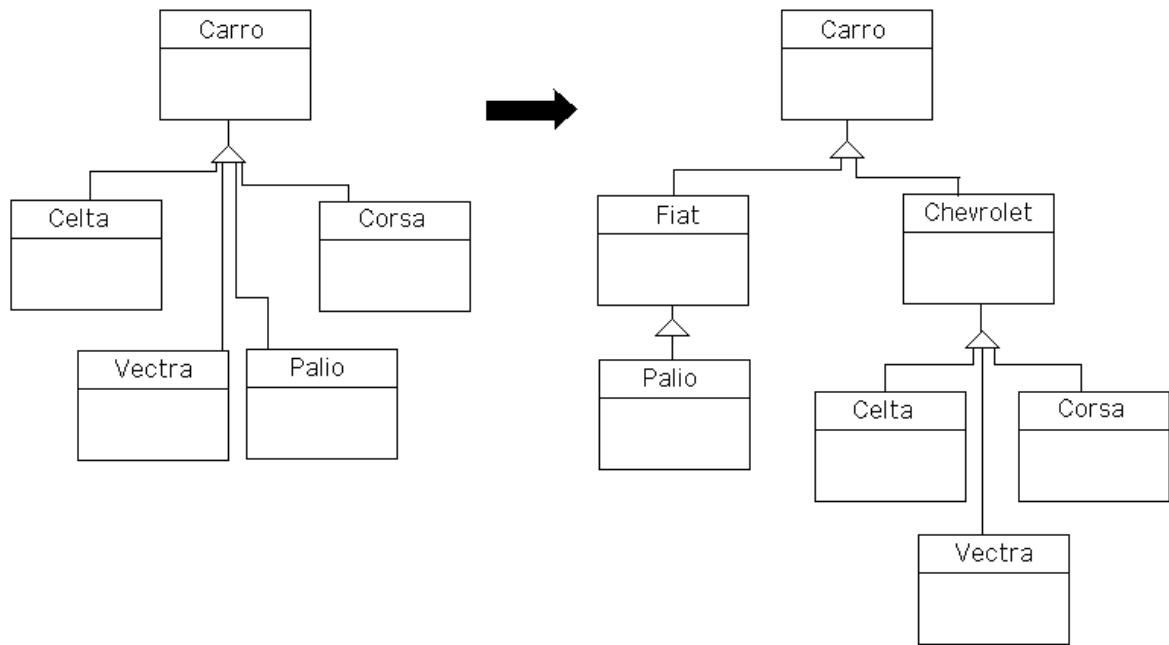 Carro
Celta
Corsa
Vectra
Palio
Carro
Fiat
Chevrolet
Palio
Celta
Corsa
Vectra